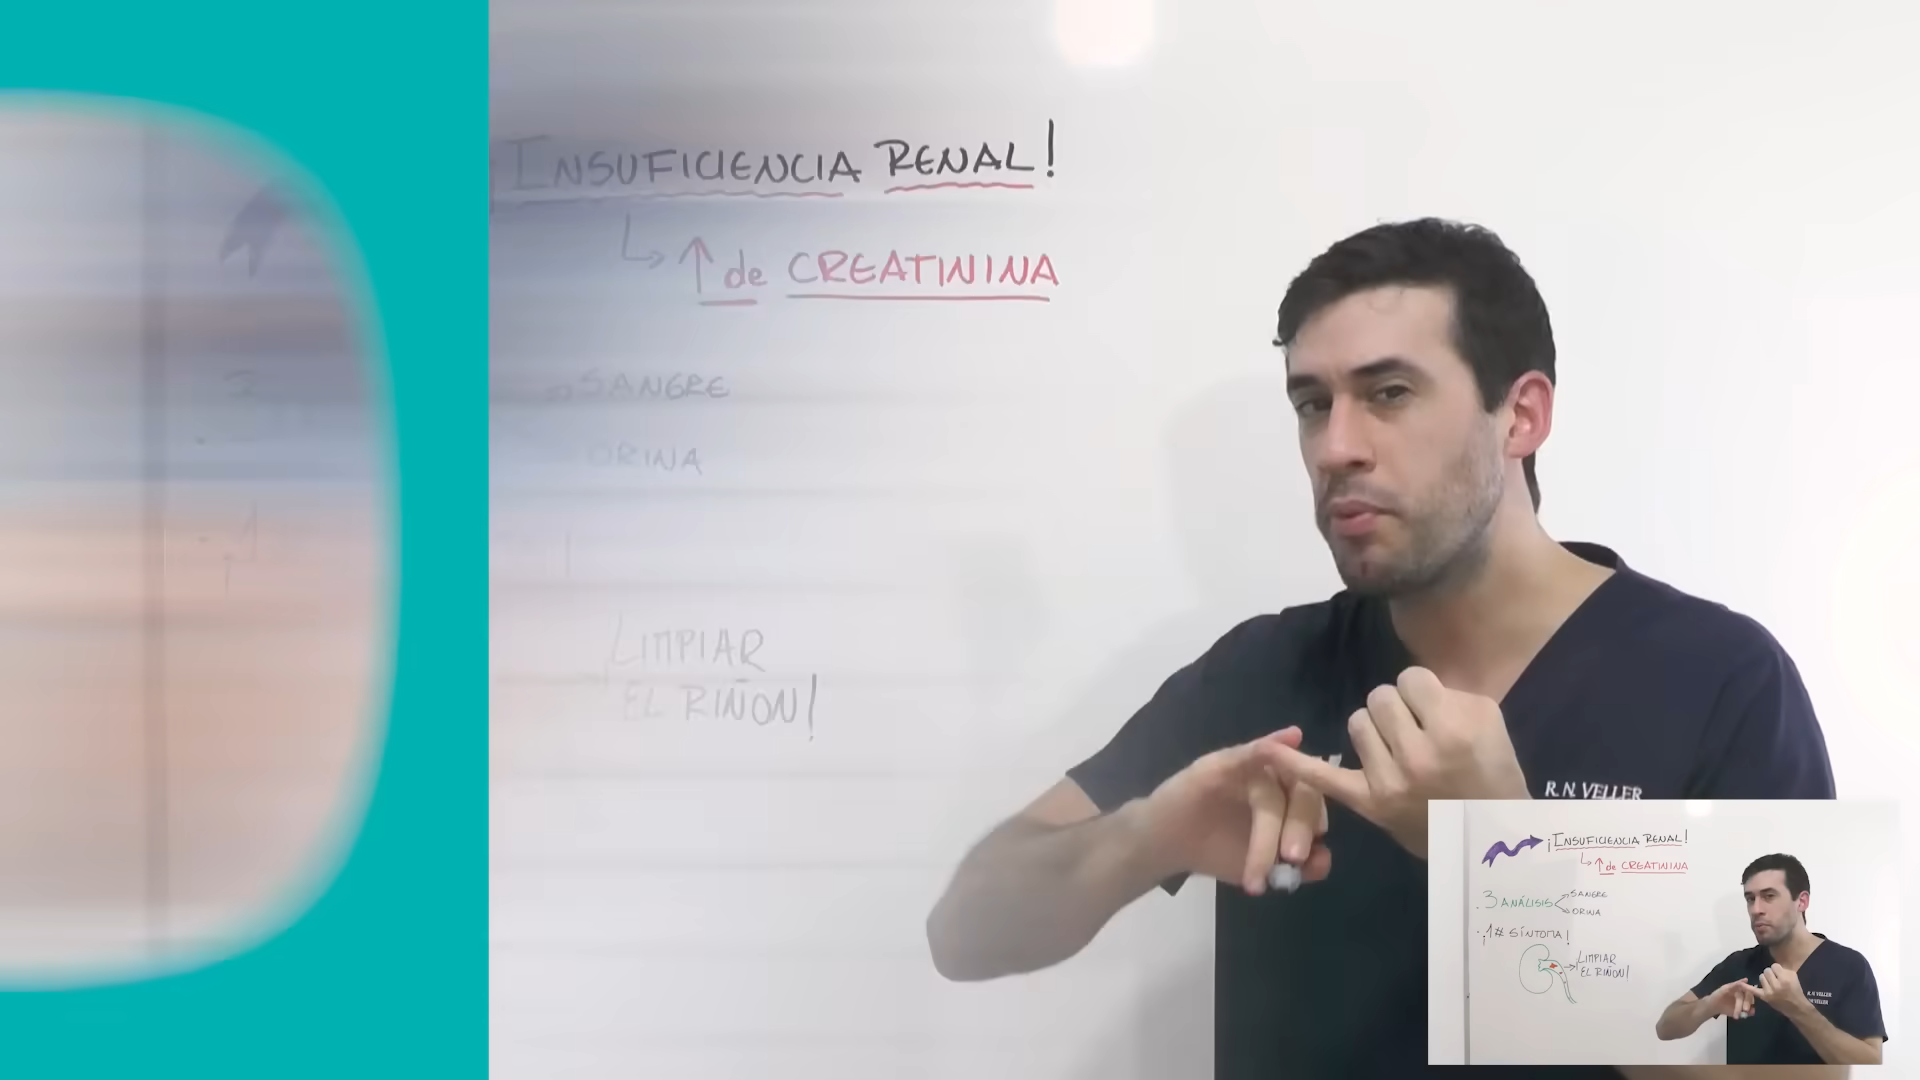 ¡INSUFICIENCIA RENAL!
↑ de CREATININA
SANGRE
ORINA
LIMPIAR
EL RIÑON!
R. N. VELLER
¡INSUFICIENCIA RENAL!
↑ de CREATININA
3 ANÁLISIS
SANGRE
ORINA
¡1# SÍNTOMA!
LIMPIAR
EL RIÑON!
R. N. VELLER